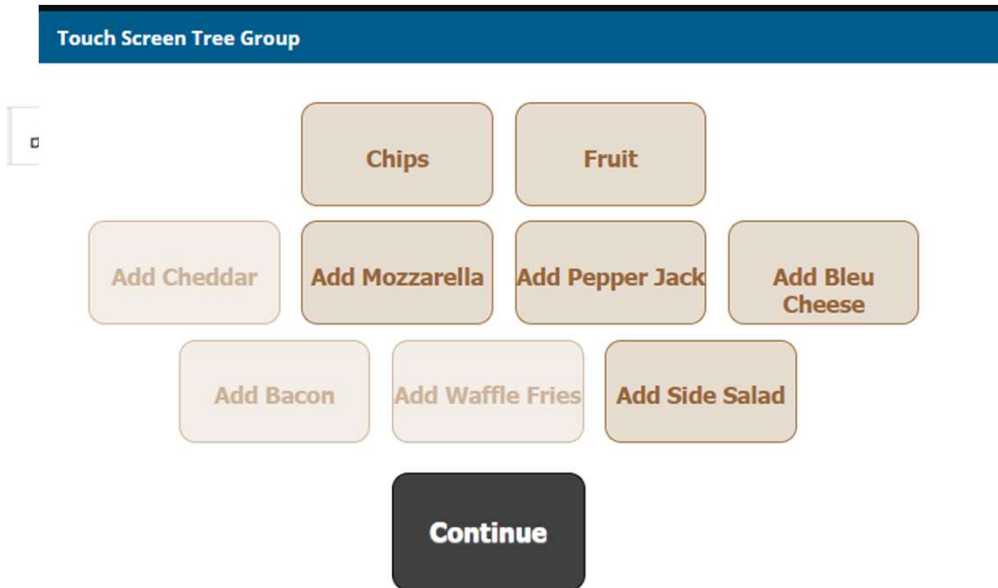 Touch Screen Tree Group
Chips
Fruit
Add Cheddar
Add Mozzarella
Add Pepper Jack
Add Bleu
Cheese
Add Bacon
Add Waffle Fries
Add Side Salad
Continue